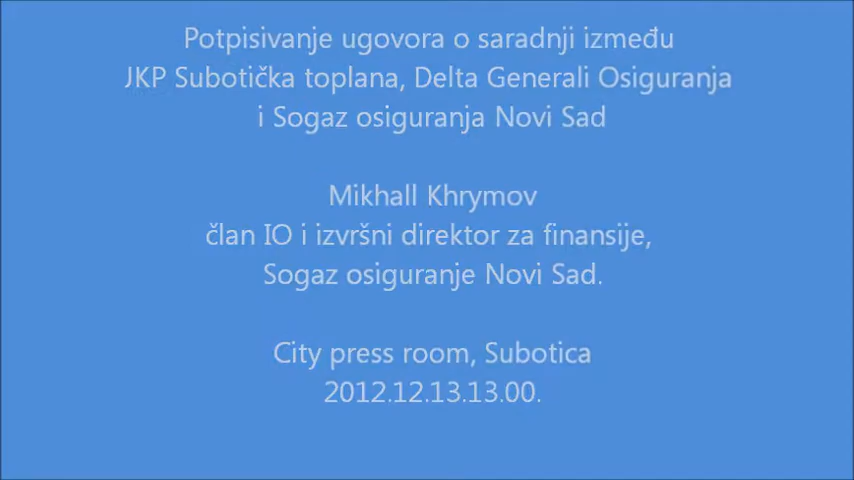 Potpisivanje ugovora o saradnji između
JKP Subotička toplana, Delta Generali Osiguranja
i Sogaz osiguranja Novi Sad
Mikhall Khrymov
član IO i izvršni direktor za finansije,
Sogaz osiguranje Novi Sad.
City press room, Subotica
2012.12.13.13.00.